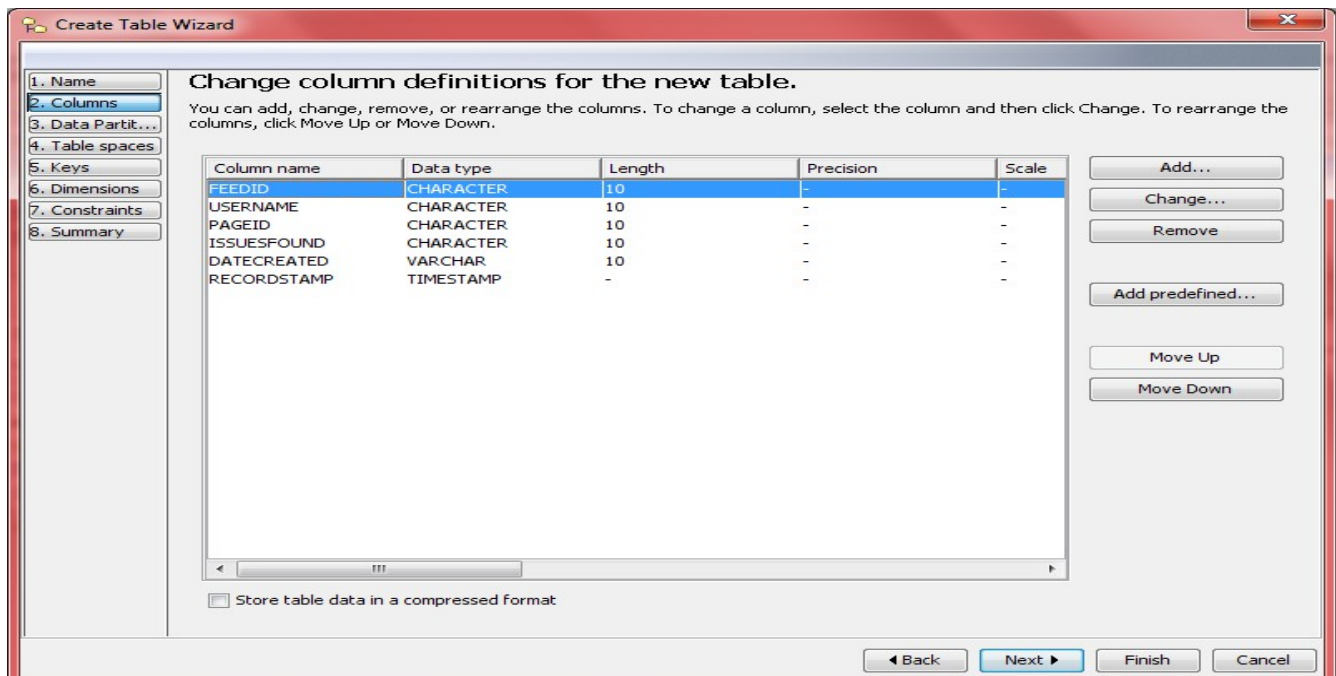 Create Table Wizard
1. Name
2. Columns
3. Data Partit...
4. Table spaces
5. Keys
6. Dimensions
7. Constraints
8. Summary
Change column definitions for the new table.
You can add, change, remove, or rearrange the columns. To change a column, select the column and then click Change. To rearrange the
columns, click Move Up or Move Down.
Column name Data type Length Precision Scale
FEEDID CHARACTER 10 - -
USERNAME CHARACTER 10 - -
PAGEID CHARACTER 10 - -
ISSUESFOUND CHARACTER 10 - -
DATECREATED VARCHAR 10 - -
RECORDSTAMP TIMESTAMP - - -
Add...
Change...
Remove
Add predefined...
Move Up
Move Down
Store table data in a compressed format
Back Next Finish Cancel